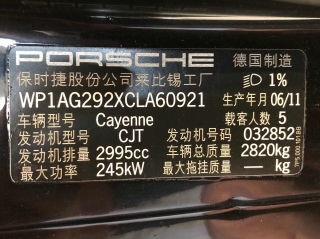 PORSCHE 德国制造
保时捷股份公司莱比锡工厂 1%
WP1AG292XCLA60921 生产年月 06/11
车辆型号 Cayenne 载客人数 5
发动机型号 CJT 发动机号码 032852
发动机排量 2995cc 最大总质量 2820kg
最大功率 245kW 最大拖挂质量 — kg